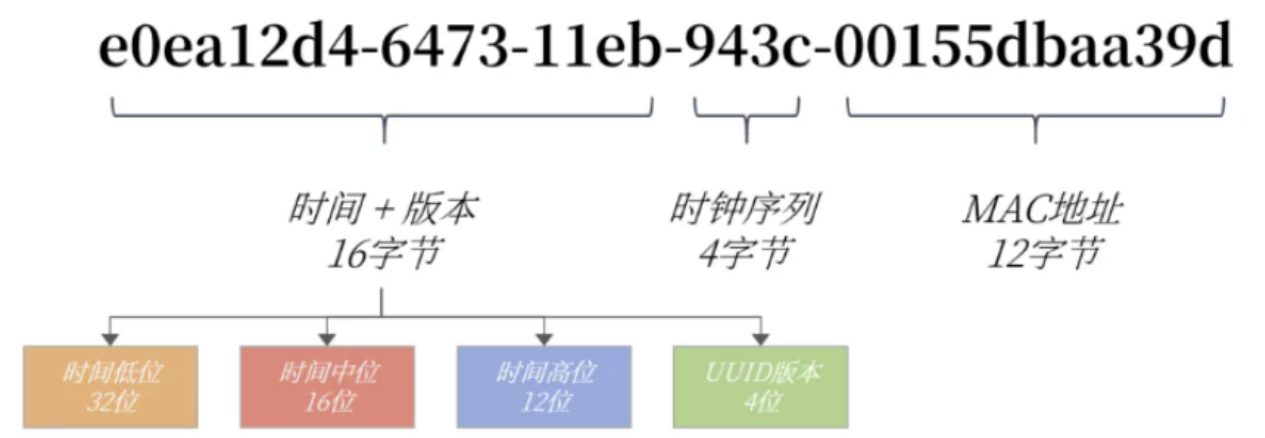 e0ea12d4-6473-11eb-943c-00155dbaa39d
时间 + 版本
16字节
时钟序列
4字节
MAC地址
12字节
时间低位
32位
时间中位
16位
时间高位
12位
UUID版本
4位